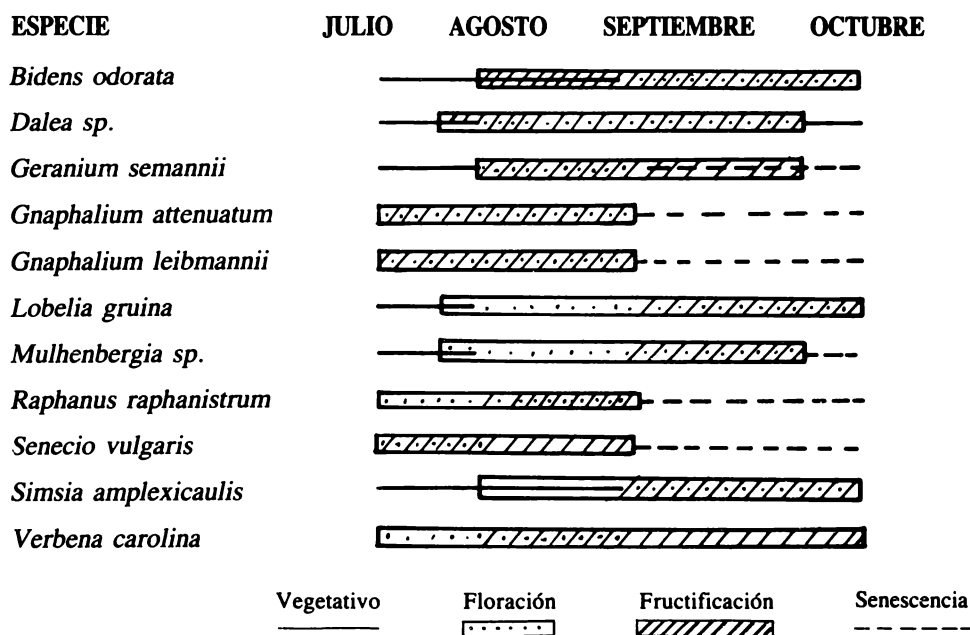 ESPECIE JULIO AGOSTO SEPTIEMBRE OCTUBRE
Bidens odorata
Dalea sp.
Geranium semannii
Gnaphalium attenuatum
Gnaphalium leibmannii
Lobelia gruina
Mulhenbergia sp.
Raphanus raphanistrum
Senecio vulgaris
Simsia amplexicaulis
Verbena carolina
Vegetativo Floración Fructificación Senescencia